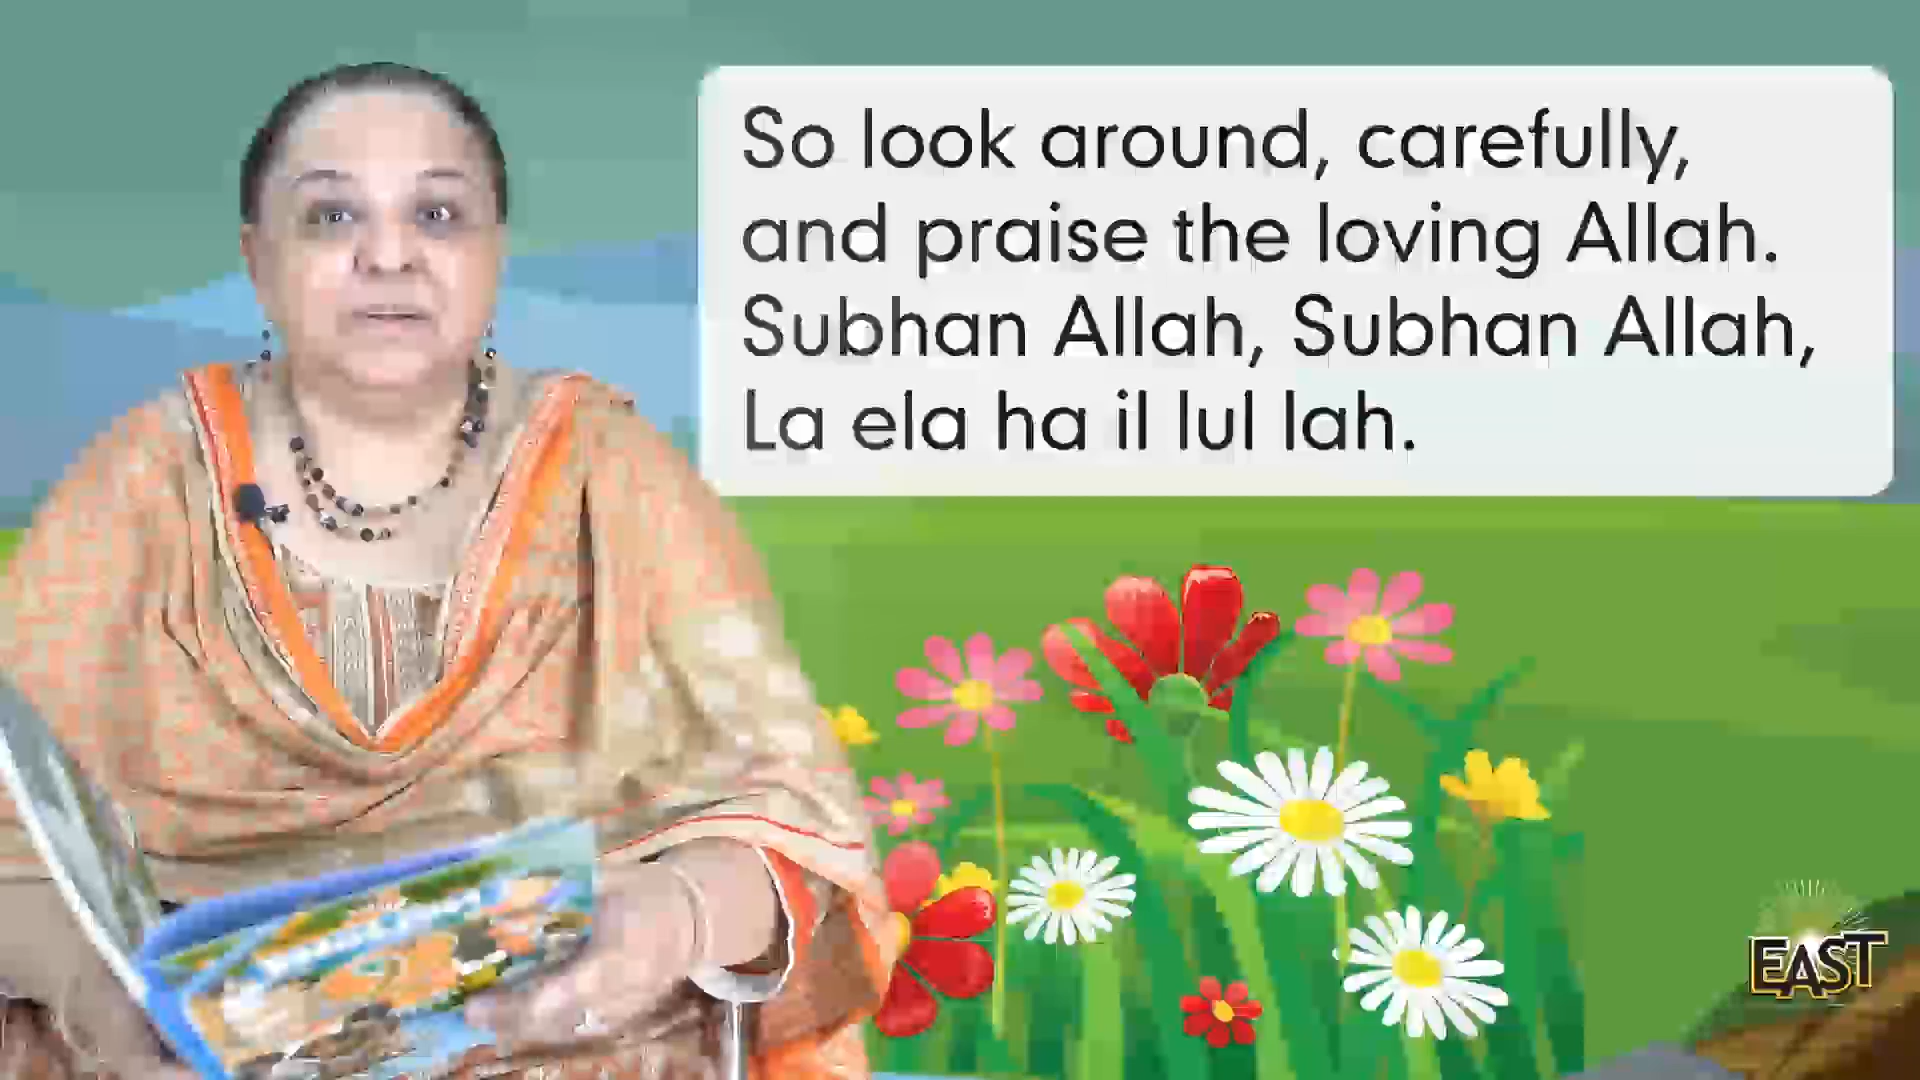 So look around, carefully,
and praise the loving Allah.
Subhan Allah, Subhan Allah,
La ela ha il lul lah.
EAST